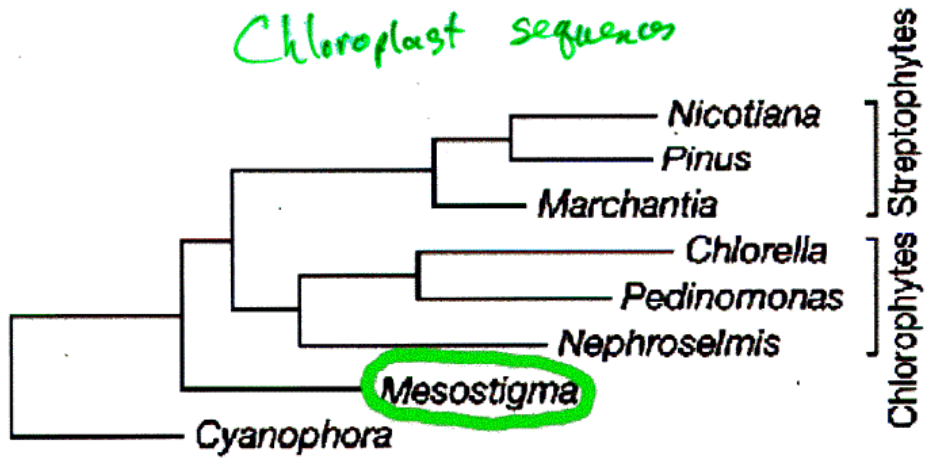 Chloroplast sequences
Nicotiana
Pinus
Marchantia
Streptophytes
Chlorella
Pedinomonas
Nephroselmis
Chlorophytes
Mesostigma
Cyanophora